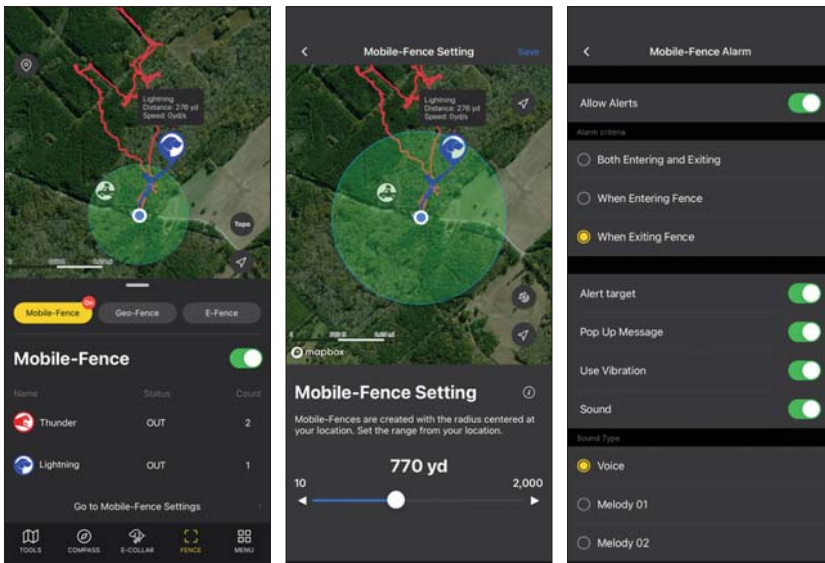 Lightning
Distance: 276 yd
Speed: 0yd/s
Topo
Mobile-Fence
On
Geo-Fence
E-Fence
Mobile-Fence
Name
Status
Count
Thunder
OUT
2
Lightning
OUT
1
Go to Mobile-Fence Settings
TOOLS
COMPASS
E-COLLAR
FENCE
MENU
Mobile-Fence Setting
Save
Lightning
Distance: 276 yd
Speed: 0yd/s
mapbox
Mobile-Fence Setting
Mobile-Fences are created with the radius centered at
your location. Set the range from your location.
770 yd
10
2,000
Mobile-Fence Alarm
Allow Alerts
Alarm criteria
Both Entering and Exiting
When Entering Fence
When Exiting Fence
Alert target
Pop Up Message
Use Vibration
Sound
Sound Type
Voice
Melody 01
Melody 02